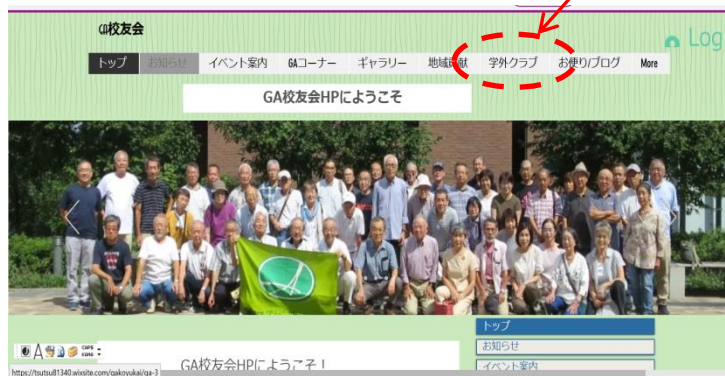 GA校友会
Log
トップ お知らせ イベント案内 GAコーナー ギャラリー 地域貢献 学外クラブ お便り/ブログ More
GA校友会HPにようこそ
トップ
お知らせ
イベント案内
GA校友会HPにようこそ！
A CAPS KANA
https://tsutsu81340.wixsite.com/gakoyukai/ga-3